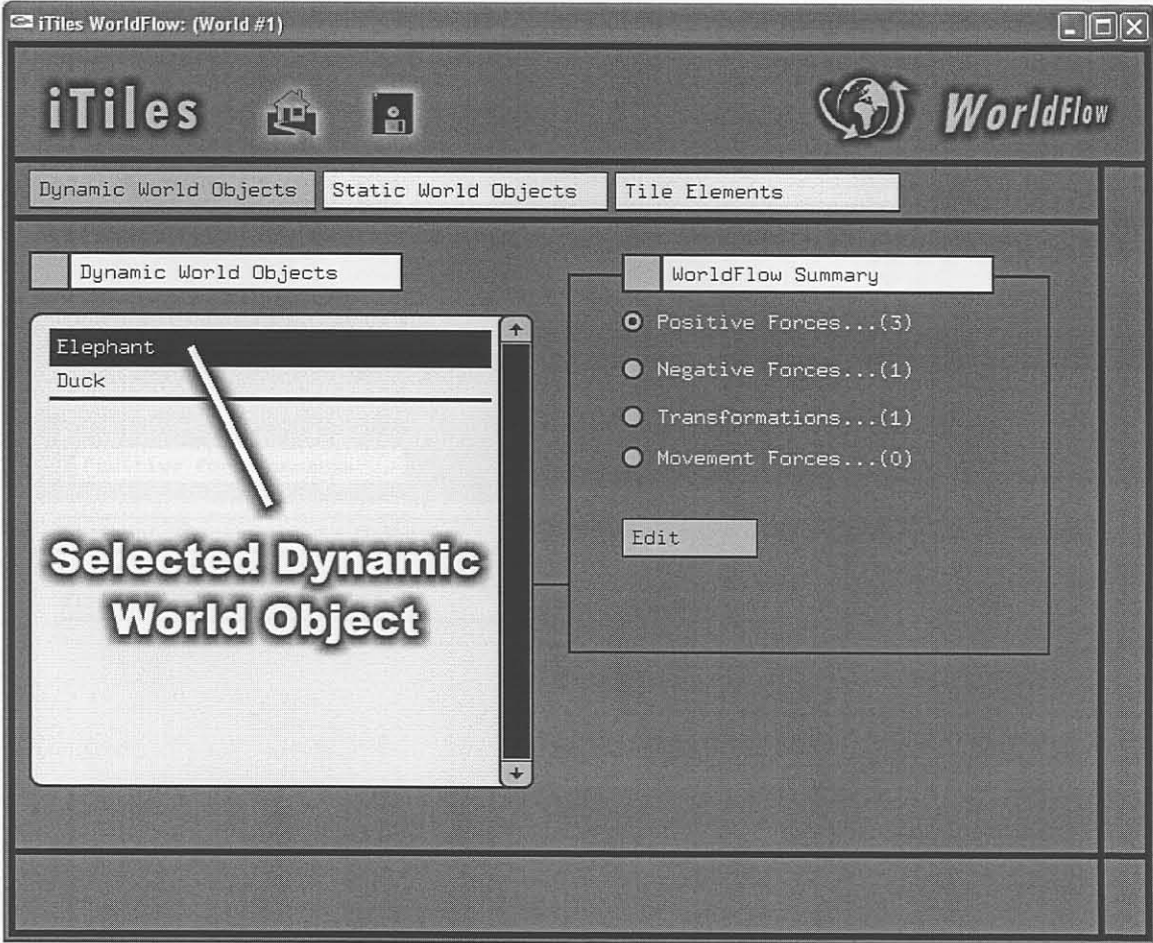 iTiles WorldFlow: (World #1)
iTiles
WorldFlow
Dynamic World Objects
Static World Objects
Tile Elements
Dynamic World Objects
Elephant
Duck
Selected Dynamic
World Object
WorldFlow Summary
Positive Forces...(3)
Negative Forces...(1)
Transformations...(1)
Movement Forces...(0)
Edit